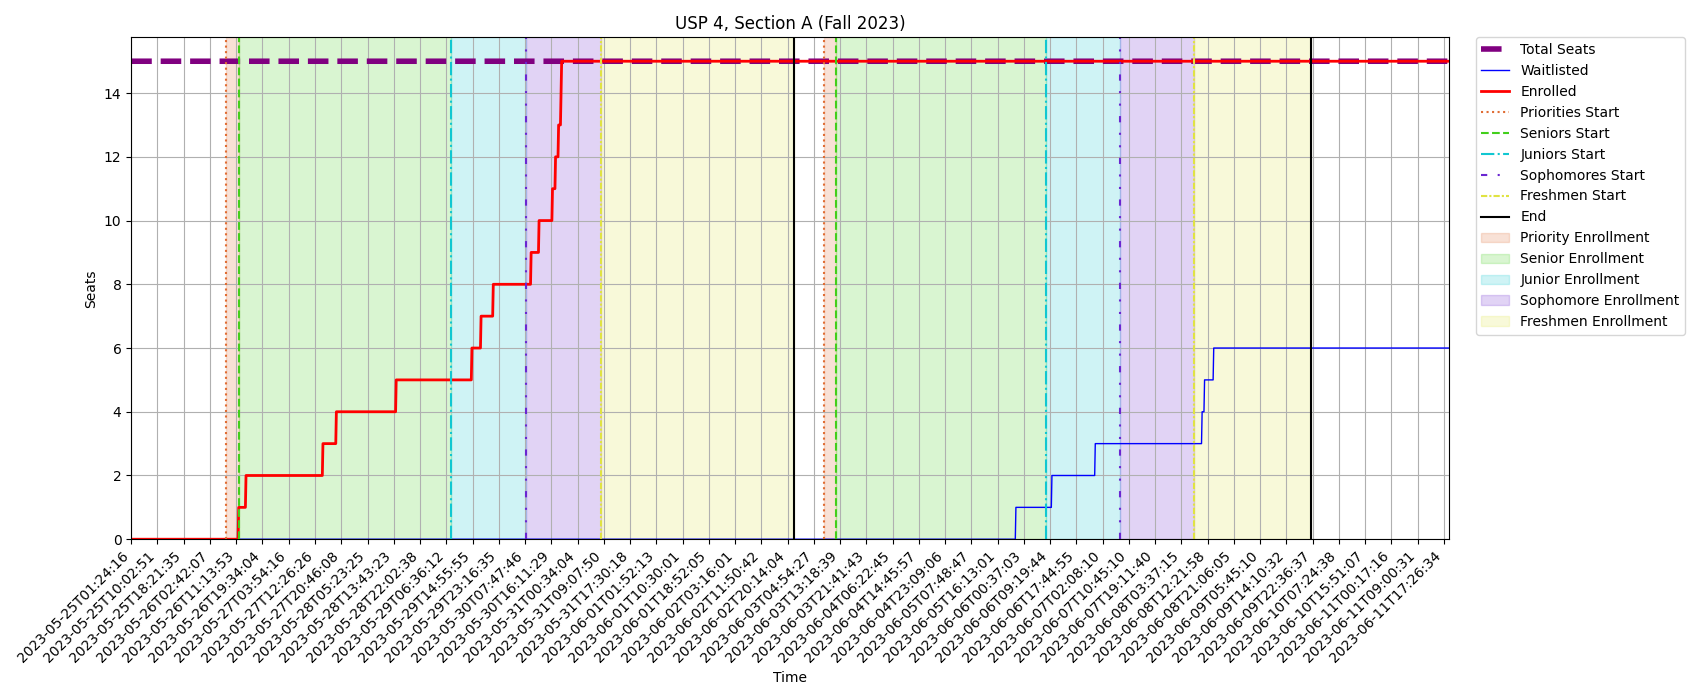 USP 4, Section A (Fall 2023)
Seats
14
12
10
8
6
4
2
0
2023-05-25T01:24:16
2023-05-25T10:02:51
2023-05-25T18:21:35
2023-05-26T02:42:07
2023-05-26T11:13:53
2023-05-26T19:34:04
2023-05-27T03:54:16
2023-05-27T12:26:26
2023-05-27T20:46:08
2023-05-28T05:23:25
2023-05-28T13:43:23
2023-05-28T22:02:38
2023-05-29T06:36:12
2023-05-29T14:55:55
2023-05-29T23:16:35
2023-05-30T07:47:46
2023-05-30T16:11:29
2023-05-31T00:34:04
2023-05-31T09:07:50
2023-05-31T17:30:18
2023-06-01T01:52:13
2023-06-01T10:30:01
2023-06-01T18:52:05
2023-06-02T03:16:01
2023-06-02T11:50:42
2023-06-02T20:14:04
2023-06-03T04:54:27
2023-06-03T13:18:39
2023-06-03T21:41:43
2023-06-04T06:22:45
2023-06-04T14:45:57
2023-06-04T23:09:06
2023-06-05T07:48:47
2023-06-05T16:13:01
2023-06-06T00:37:03
2023-06-06T09:19:44
2023-06-06T17:44:55
2023-06-07T02:08:10
2023-06-07T10:45:10
2023-06-07T19:11:40
2023-06-08T03:37:15
2023-06-08T12:21:58
2023-06-08T21:06:05
2023-06-09T05:45:10
2023-06-09T14:10:32
2023-06-09T22:36:37
2023-06-10T07:24:38
2023-06-10T15:51:07
2023-06-11T00:17:16
2023-06-11T09:00:31
2023-06-11T17:26:34
Time
Total Seats
Waitlisted
Enrolled
Priorities Start
Seniors Start
Juniors Start
Sophomores Start
Freshmen Start
End
Priority Enrollment
Senior Enrollment
Junior Enrollment
Sophomore Enrollment
Freshmen Enrollment